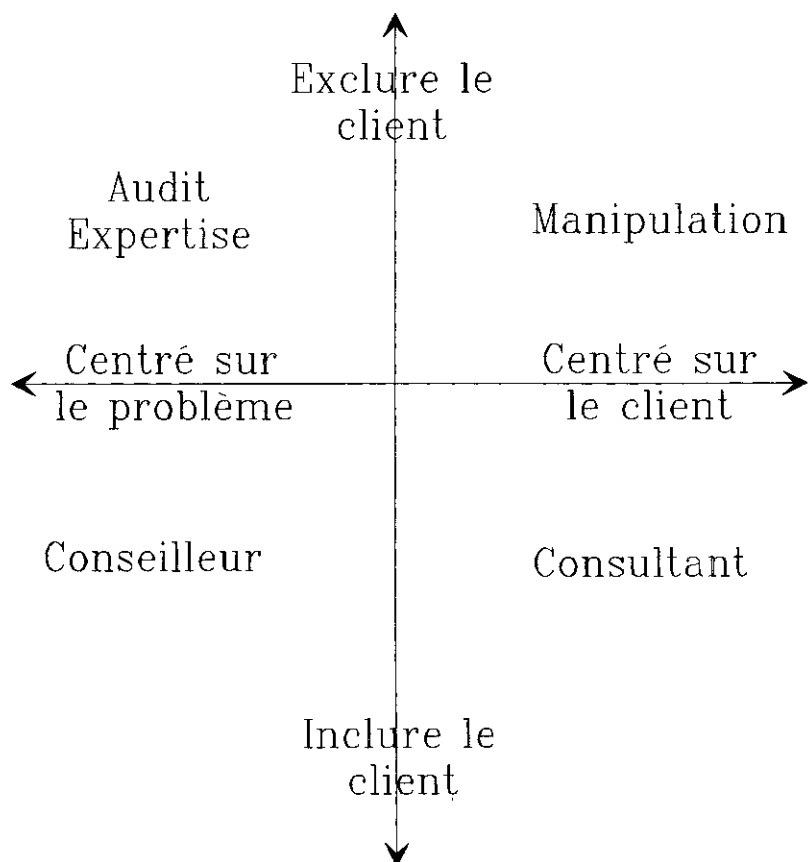 Exclure le
client
Audit
Expertise
Manipulation
Centré sur
le problème
Centré sur
le client
Conseilleur
Consultant
Inclure le
client